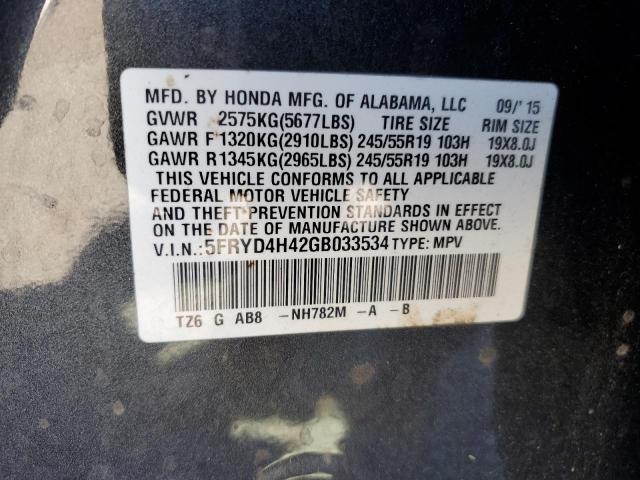 MFD. BY HONDA MFG. OF ALABAMA, LLC 09/'15
GVWR 2575KG(5677LBS) TIRE SIZE RIM SIZE
GAWR F1320KG(2910LBS) 245/55R19 103H 19X8.0J
GAWR R1345KG(2965LBS) 245/55R19 103H 19X8.0J
THIS VEHICLE CONFORMS TO ALL APPLICABLE
FEDERAL MOTOR VEHICLE SAFETY
AND THEFT PREVENTION STANDARDS IN EFFECT
ON THE DATE OF MANUFACTURE SHOWN ABOVE.
V.I.N.:5FRYD4H42GB033534 TYPE: MPV
TZ6 G AB8 -NH782M -A -B